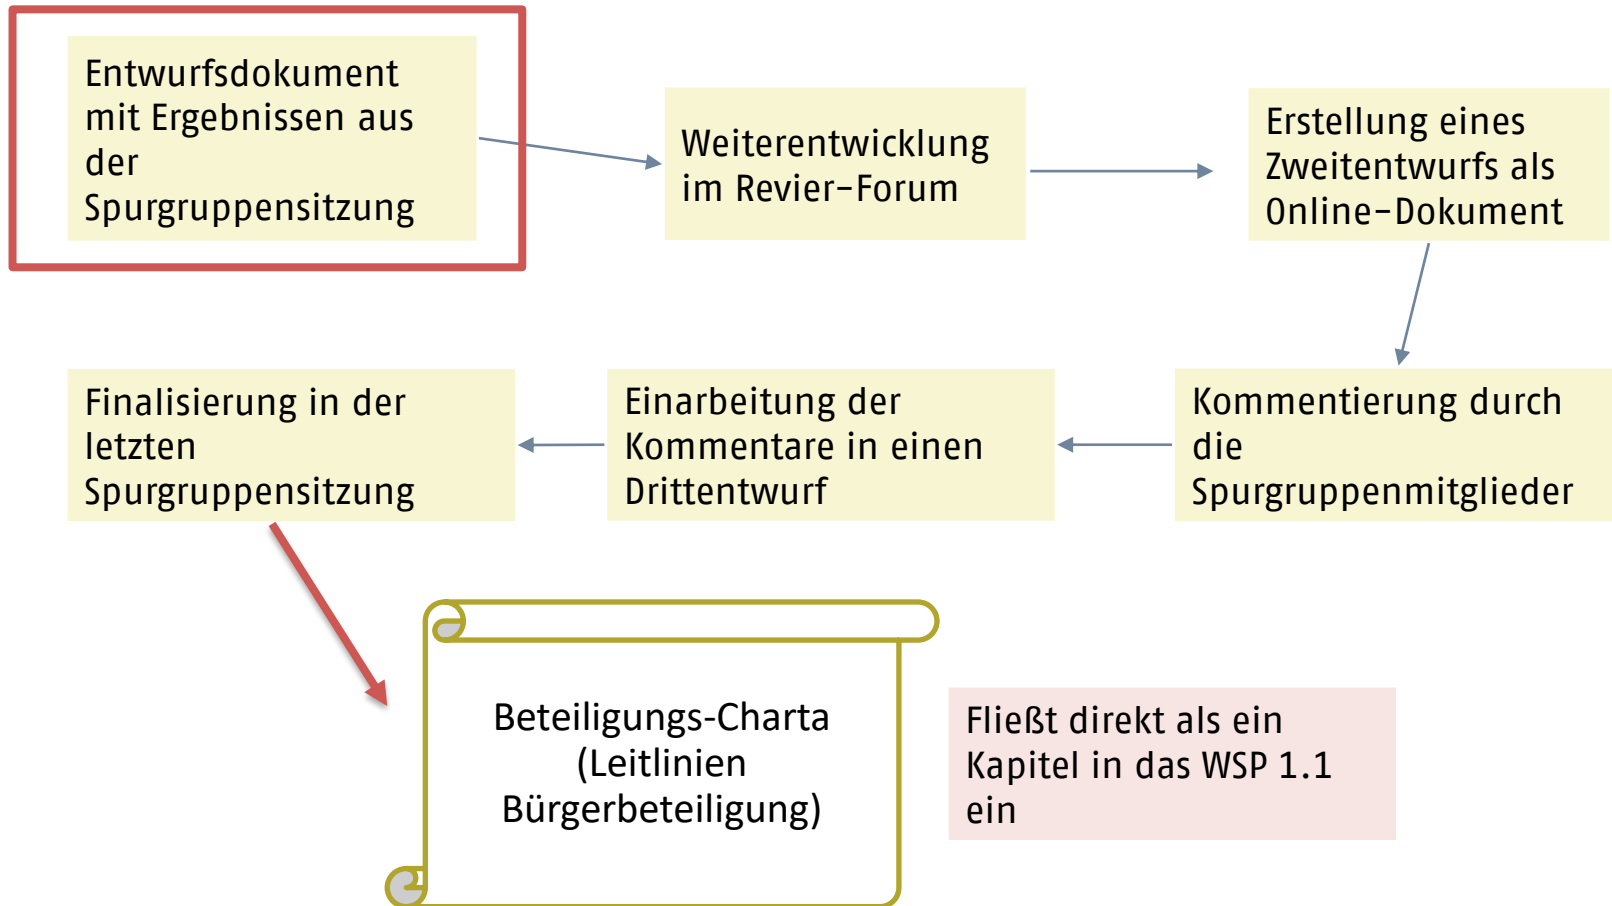 Entwurfsdokument
mit Ergebnissen aus
der
Spurgruppensitzung
Weiterentwicklung
im Revier-Forum
Erstellung eines
Zweitentwurfs als
Online-Dokument
Kommentierung durch
die
Spurgruppenmitglieder
Einarbeitung der
Kommentare in einen
Drittentwurf
Finalisierung in der
letzten
Spurgruppensitzung
Beteiligungs-Charta
(Leitlinien
Bürgerbeteiligung)
Fließt direkt als ein
Kapitel in das WSP 1.1
ein